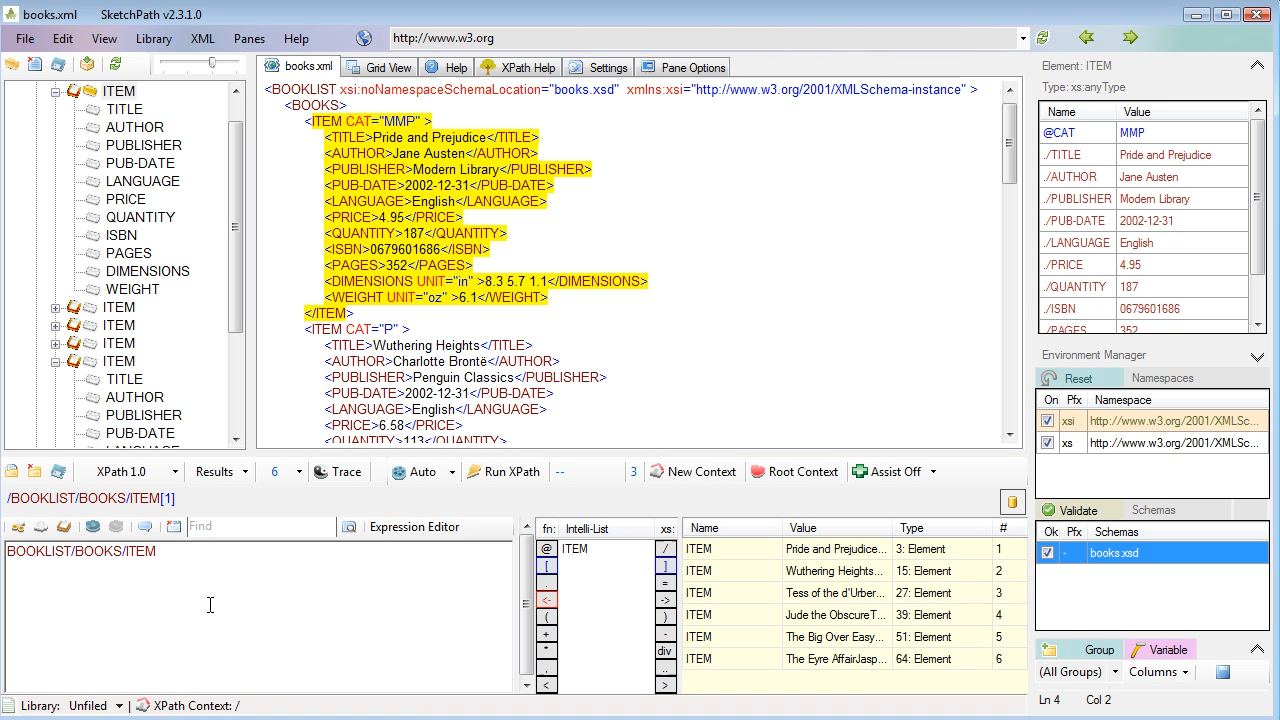 books.xml SketchPath v2.3.1.0
File Edit View Library XML Panes Help http://www.w3.org
books.xml Grid View Help XPath Help Settings Pane Options
ITEM
TITLE
AUTHOR
PUBLISHER
PUB-DATE
LANGUAGE
PRICE
QUANTITY
ISBN
PAGES
DIMENSIONS
WEIGHT
ITEM
ITEM
ITEM
ITEM
TITLE
AUTHOR
PUBLISHER
PUB-DATE
<BOOKLIST xsi:noNamespaceSchemaLocation="books.xsd" xmlns:xsi="http://www.w3.org/2001/XMLSchema-instance" >
<BOOKS>
<ITEM CAT="MMP" >
<TITLE>Pride and Prejudice</TITLE>
<AUTHOR>Jane Austen</AUTHOR>
<PUBLISHER>Modern Library</PUBLISHER>
<PUB-DATE>2002-12-31</PUB-DATE>
<LANGUAGE>English</LANGUAGE>
<PRICE>4.95</PRICE>
<QUANTITY>187</QUANTITY>
<ISBN>0679601686</ISBN>
<PAGES>352</PAGES>
<DIMENSIONS UNIT="in" >8.3 5.7 1.1</DIMENSIONS>
<WEIGHT UNIT="oz" >6.1</WEIGHT>
</ITEM>
<ITEM CAT="P" >
<TITLE>Wuthering Heights</TITLE>
<AUTHOR>Charlotte Brontë</AUTHOR>
<PUBLISHER>Penguin Classics</PUBLISHER>
<PUB-DATE>2002-12-31</PUB-DATE>
<LANGUAGE>English</LANGUAGE>
<PRICE>6.58</PRICE>
<QUANTITY>113</QUANTITY>
Element: ITEM
Type: xs:anyType
Name Value
@CAT MMP
./TITLE Pride and Prejudice
./AUTHOR Jane Austen
./PUBLISHER Modern Library
./PUB-DATE 2002-12-31
./LANGUAGE English
./PRICE 4.95
./QUANTITY 187
./ISBN 0679601686
./PAGES 352
Environment Manager
Reset Namespaces
On Pfx Namespace
xsi http://www.w3.org/2001/XMLSc...
xs http://www.w3.org/2001/XMLSc...
Validate Schemas
Ok Pfx Schemas
- books.xsd
Group Variable
(All Groups) Columns
Ln 4 Col 2
XPath 1.0 Results 6 Trace Auto Run XPath -- 3 New Context Root Context Assist Off
/BOOKLIST/BOOKS/ITEM[1]
Find Expression Editor
BOOKLIST/BOOKS/ITEM
fn: Intelli-List xs:
@ ITEM /
[ ]
. =
<- ->
( )
+ -
* div
, ..
< >
Name Value Type #
ITEM Pride and Prejudice... 3: Element 1
ITEM Wuthering Heights... 15: Element 2
ITEM Tess of the d'Urber... 27: Element 3
ITEM Jude the ObscureT... 39: Element 4
ITEM The Big Over Easy... 51: Element 5
ITEM The Eyre AffairJasp... 64: Element 6
Library: Unfiled XPath Context: /